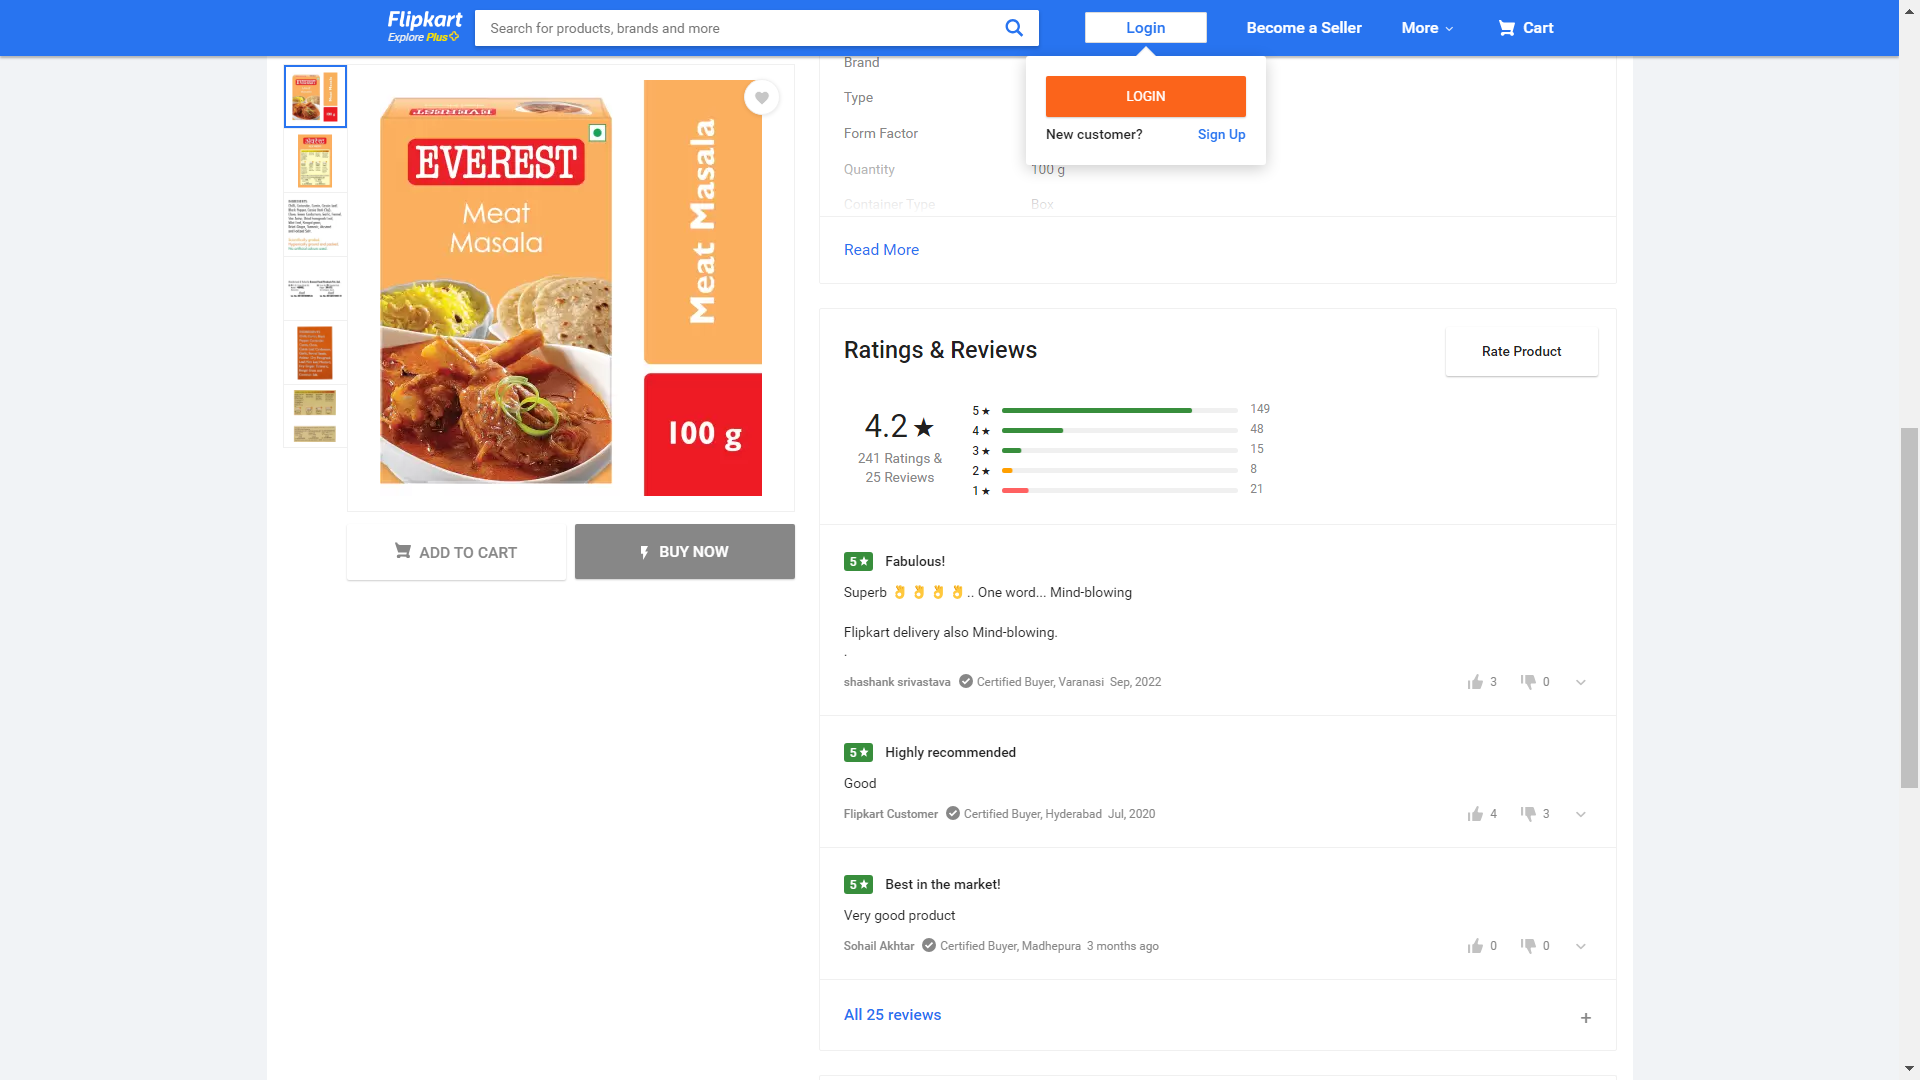 Flipkart
Explore Plus
Search for products, brands and more
Login
Become a Seller
More
Cart
LOGIN
New customer?
Sign Up
EVEREST
Meat
Masala
Meat Masala
100 g
ADD TO CART
BUY NOW
Brand
Type
Form Factor
Quantity
100 g
Container Type
Box
Read More
Ratings & Reviews
Rate Product
4.2★
241 Ratings &
25 Reviews
5★ 149
4★ 48
3★ 15
2★ 8
1★ 21
5★ Fabulous!
Superb 👌 👌 👌 👌.. One word... Mind-blowing
Flipkart delivery also Mind-blowing.
.
shashank srivastava Certified Buyer, Varanasi Sep, 2022 3 0
5★ Highly recommended
Good
Flipkart Customer Certified Buyer, Hyderabad Jul, 2020 4 3
5★ Best in the market!
Very good product
Sohail Akhtar Certified Buyer, Madhepura 3 months ago 0 0
All 25 reviews +